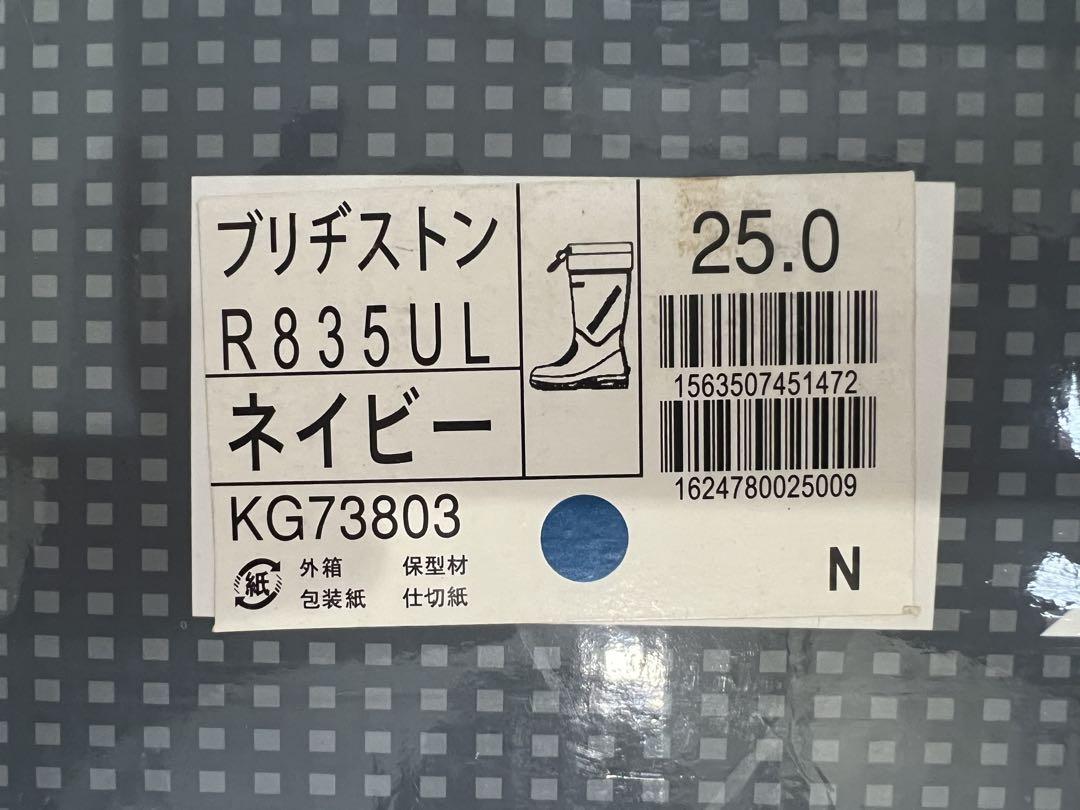 ブリヂストン
R835UL
ネイビー
KG73803
紙
外箱 保型材
包装紙 仕切紙
25.0
1563507451472
1624780025009
N